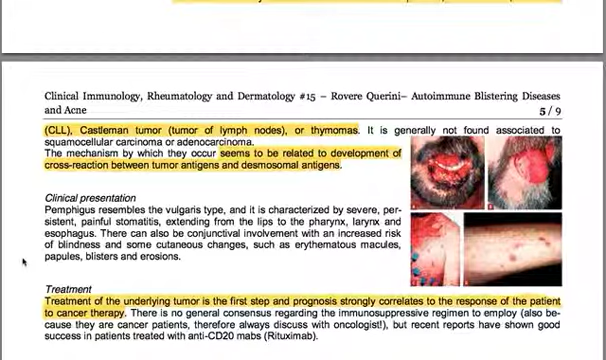 Clinical Immunology, Rheumatology and Dermatology #15 – Rovere Querini– Autoimmune Blistering Diseases
and Acne 5 / 9
(CLL), Castleman tumor (tumor of lymph nodes), or thymomas. It is generally not found associated to
squamocellular carcinoma or adenocarcinoma.
The mechanism by which they occur seems to be related to development of
cross-reaction between tumor antigens and desmosomal antigens.
Clinical presentation
Pemphigus resembles the vulgaris type, and it is characterized by severe, per-
sistent, painful stomatitis, extending from the lips to the pharynx, larynx and
esophagus. There can also be conjunctival involvement with an increased risk
of blindness and some cutaneous changes, such as erythematous macules,
papules, blisters and erosions.
Treatment
Treatment of the underlying tumor is the first step and prognosis strongly correlates to the response of the patient
to cancer therapy. There is no general consensus regarding the immunosuppressive regimen to employ (also be-
cause they are cancer patients, therefore always discuss with oncologist!), but recent reports have shown good
success in patients treated with anti-CD20 mabs (Rituximab).